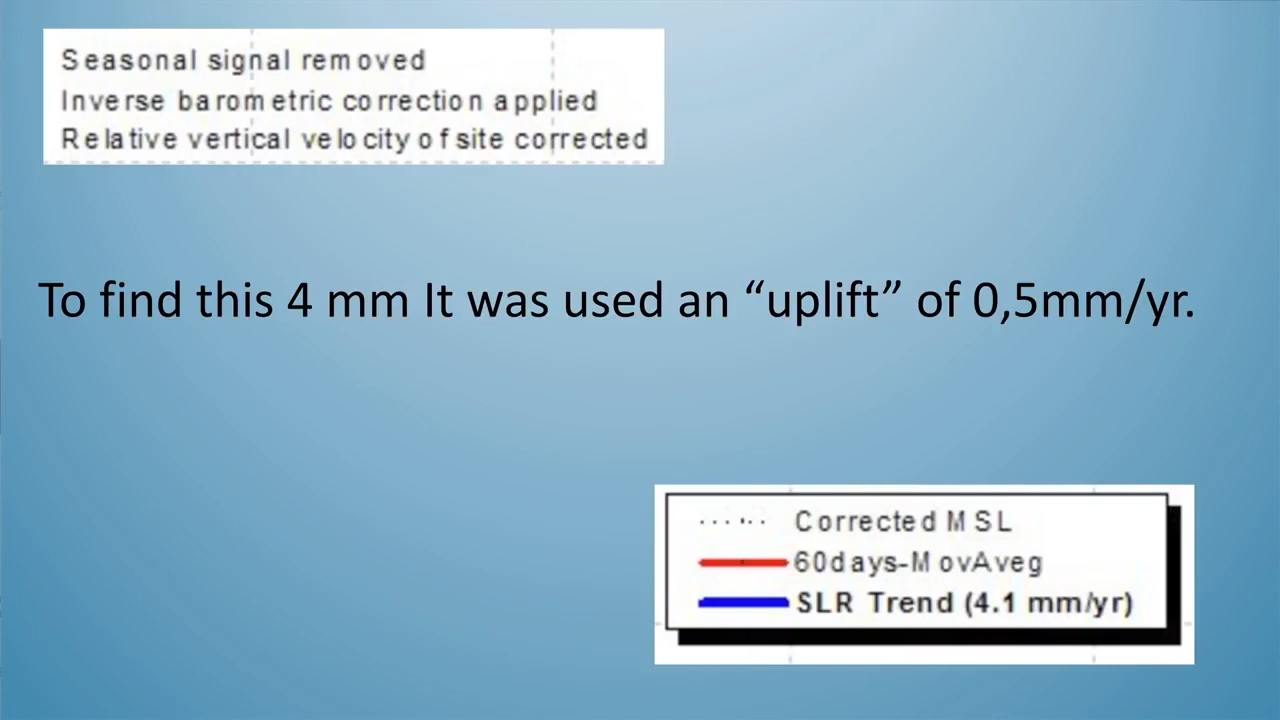 Seasonal signal removed
Inverse barometric correction applied
Relative vertical velocity of site corrected
To find this 4 mm It was used an “uplift” of 0,5mm/yr.
Corrected MSL
60days-MovAveg
SLR Trend (4.1 mm/yr)